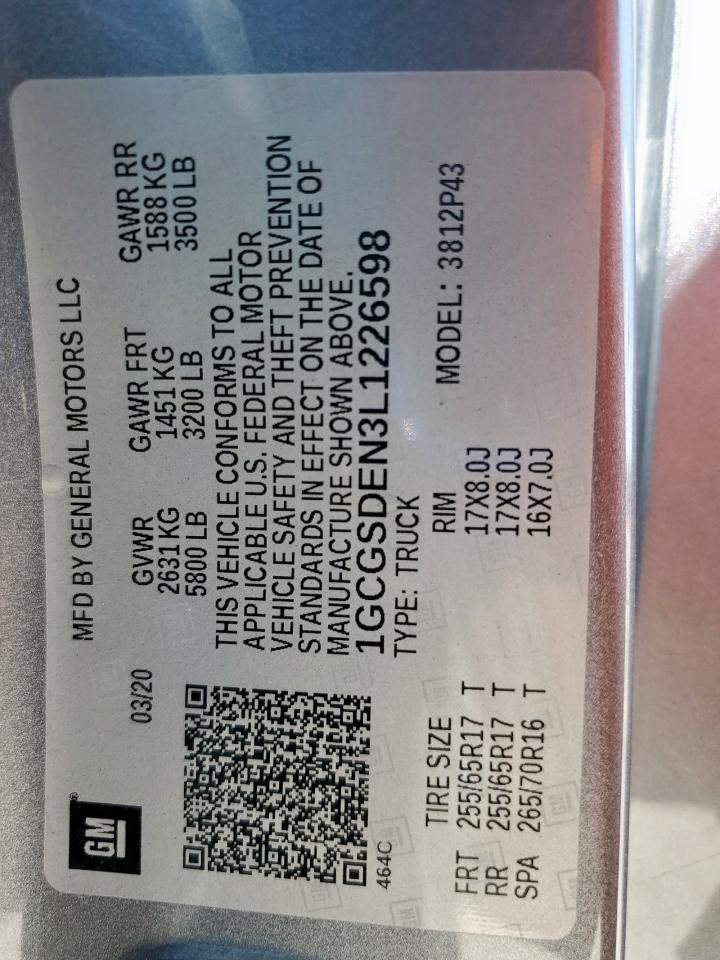 GM
MFD BY GENERAL MOTORS LLC
03/20
GVWR GAWR FRT GAWR RR
2631 KG 1451 KG 1588 KG
5800 LB 3200 LB 3500 LB
THIS VEHICLE CONFORMS TO ALL
APPLICABLE U.S. FEDERAL MOTOR
VEHICLE SAFETY AND THEFT PREVENTION
STANDARDS IN EFFECT ON THE DATE OF
MANUFACTURE SHOWN ABOVE.
1GCGSDEN3L1226598
TYPE: TRUCK
464C
TIRE SIZE RIM MODEL: 3812P43
FRT 255/65R17 T 17X8.0J
RR 255/65R17 T 17X8.0J
SPA 265/70R16 T 16X7.0J